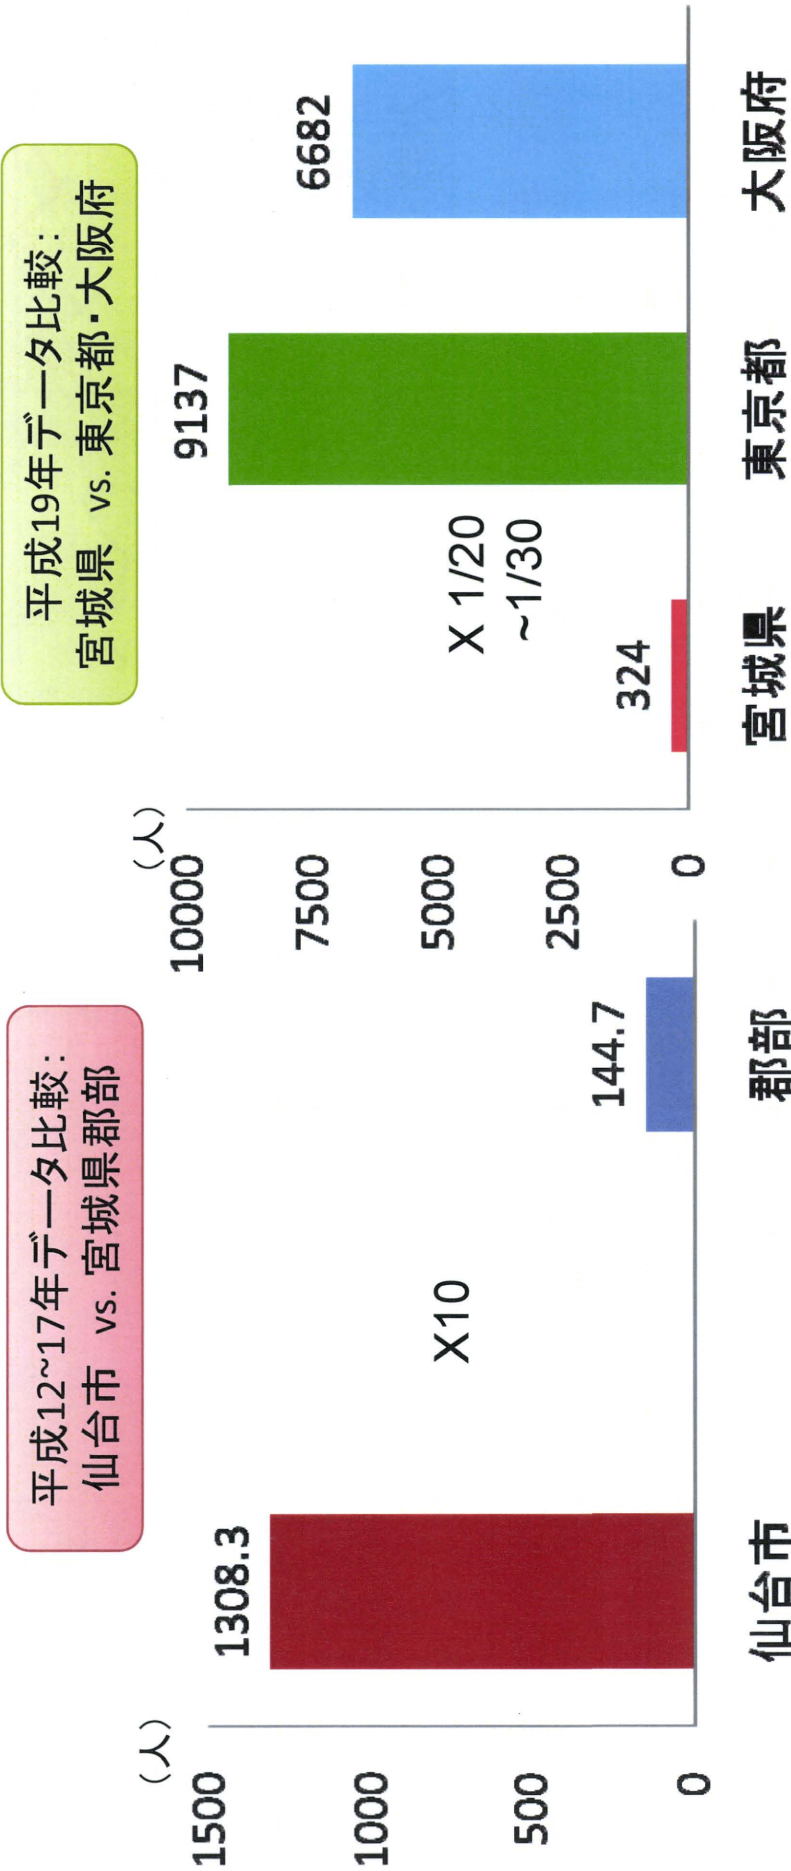 平成12~17年データ比較：
仙台市 vs. 宮城県郡部
（人）
1500
1000
500
0
1308.3
X10
144.7
仙台市
郡部
平成19年データ比較：
宮城県 vs. 東京都・大阪府
（人）
10000
7500
5000
2500
0
324
X 1/20
~1/30
9137
6682
宮城県
東京都
大阪府